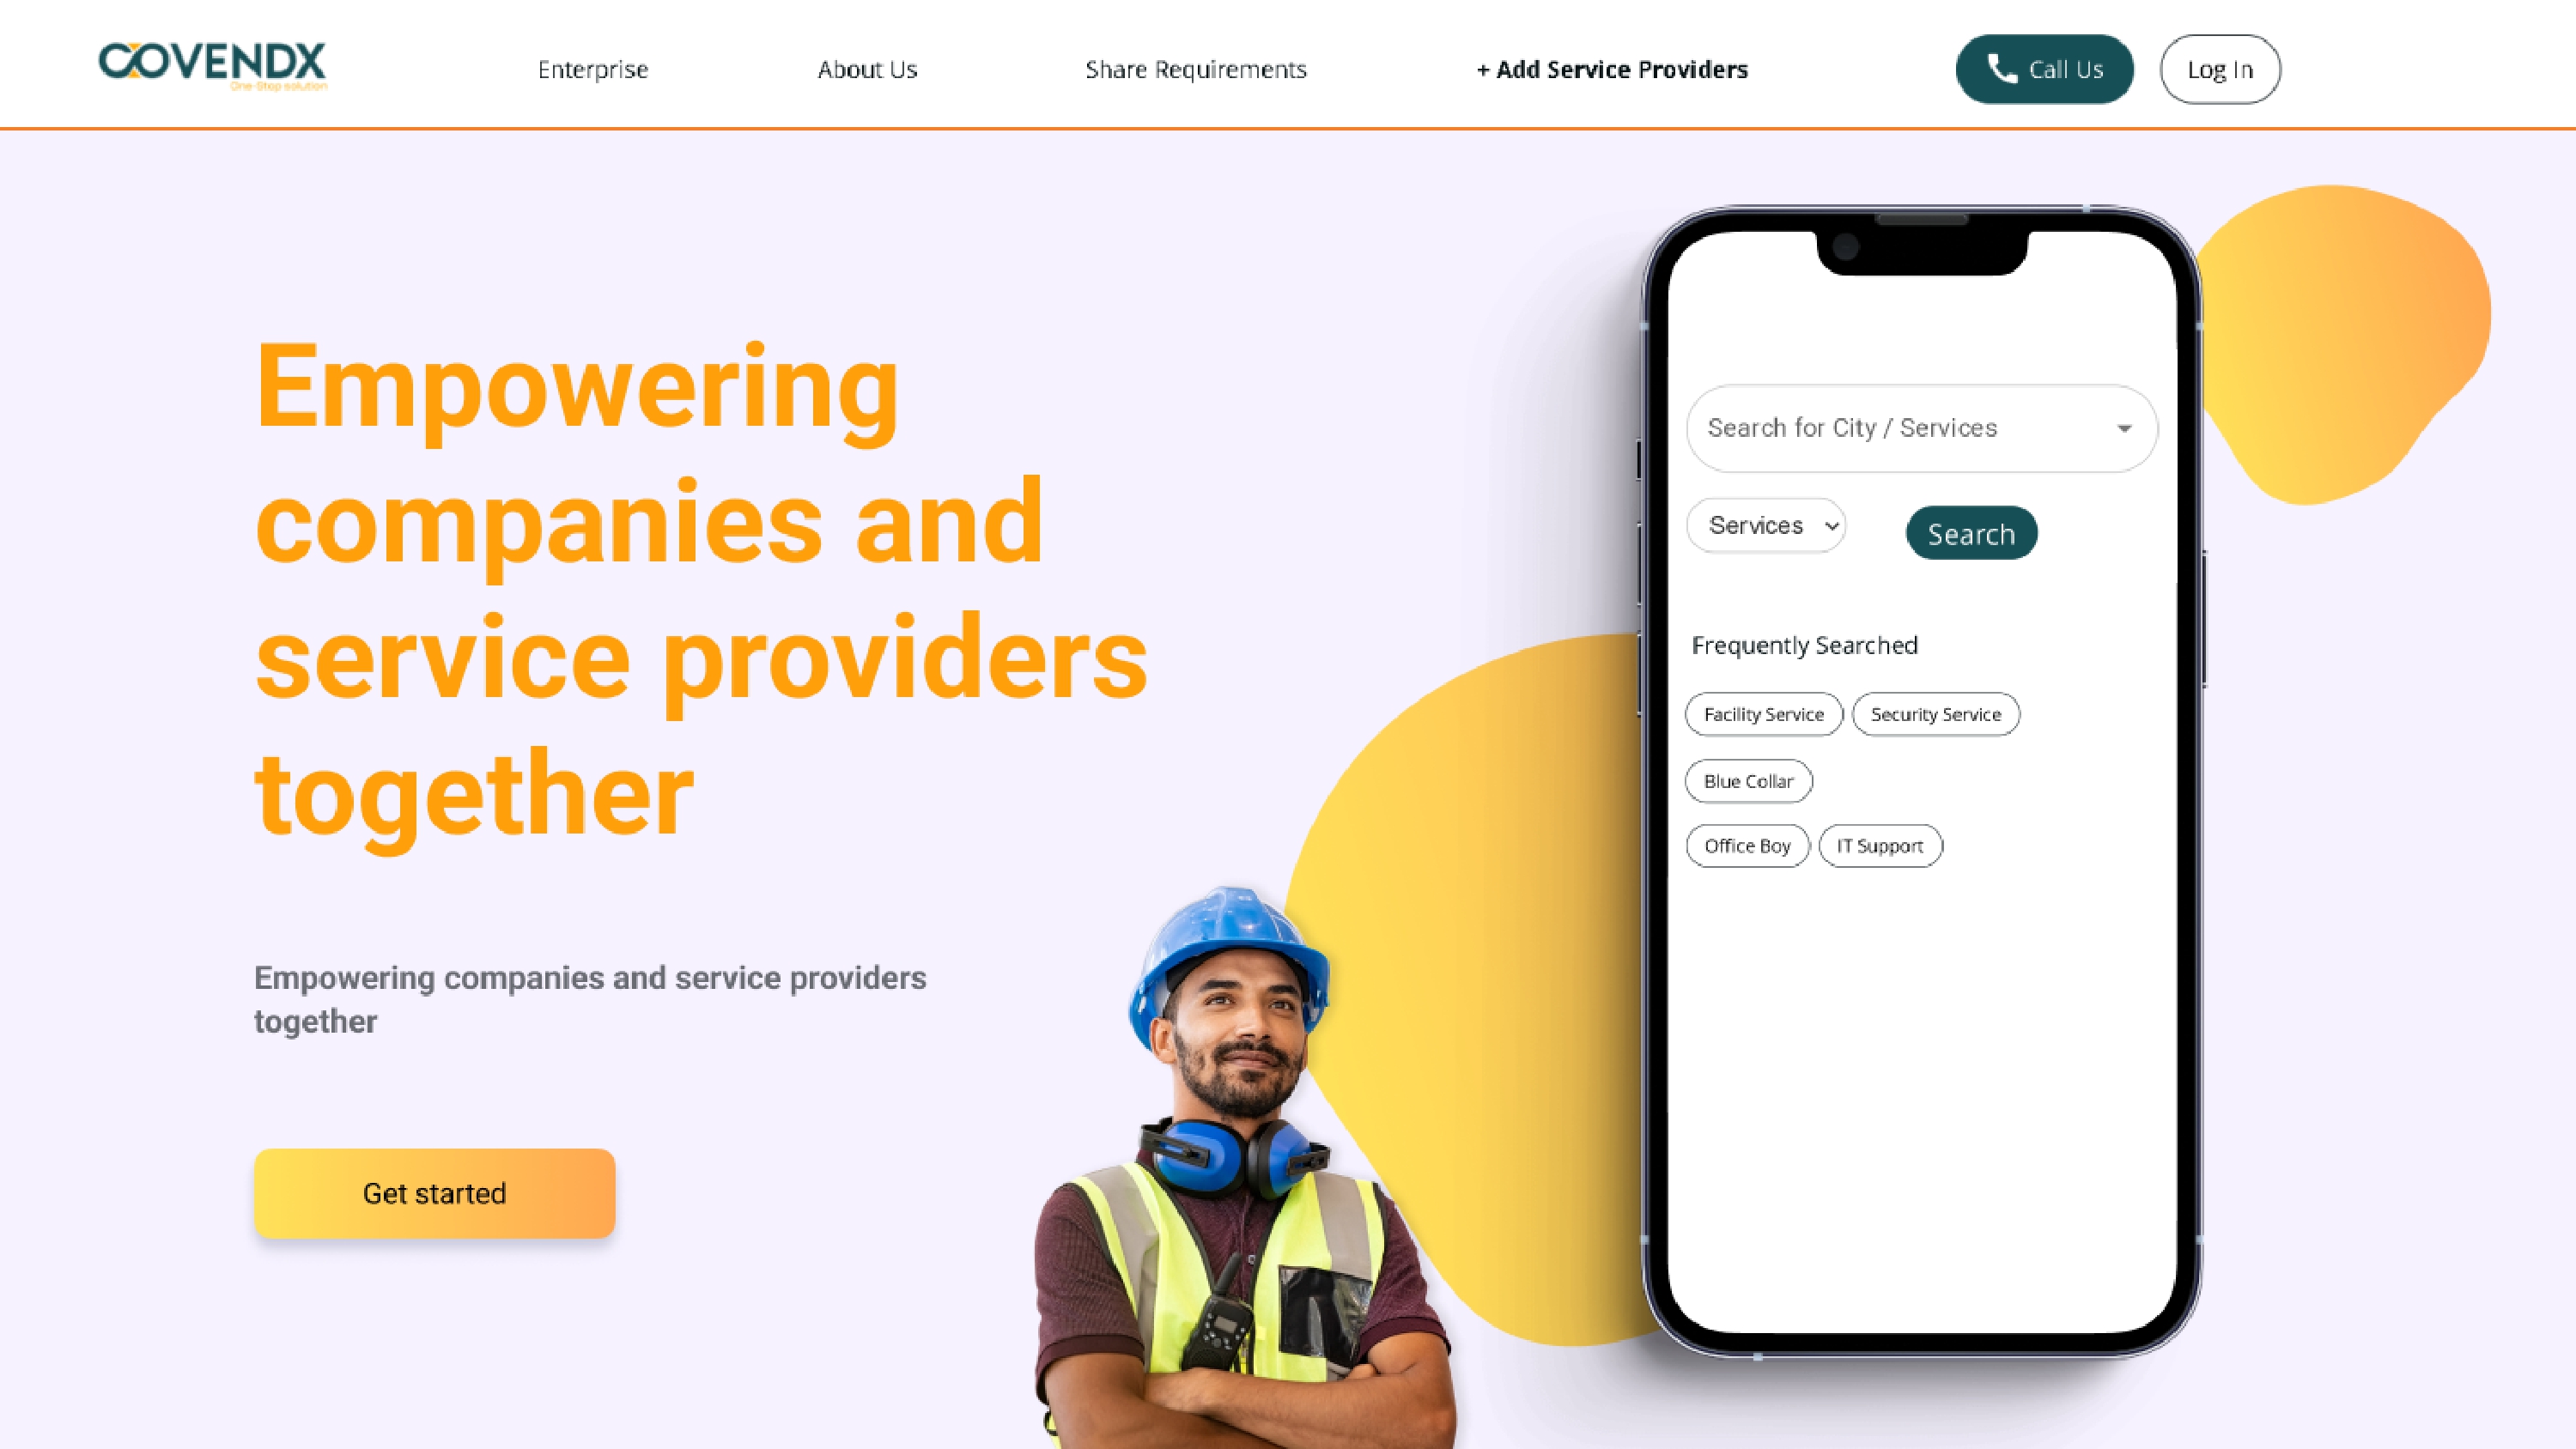 COVENDX
One-Stop solution
Enterprise
About Us
Share Requirements
+ Add Service Providers
Call Us
Log In
Empowering
companies and
service providers
together
Empowering companies and service providers
together
Get started
Search for City / Services
Services
Search
Frequently Searched
Facility Service
Security Service
Blue Collar
Office Boy
IT Support